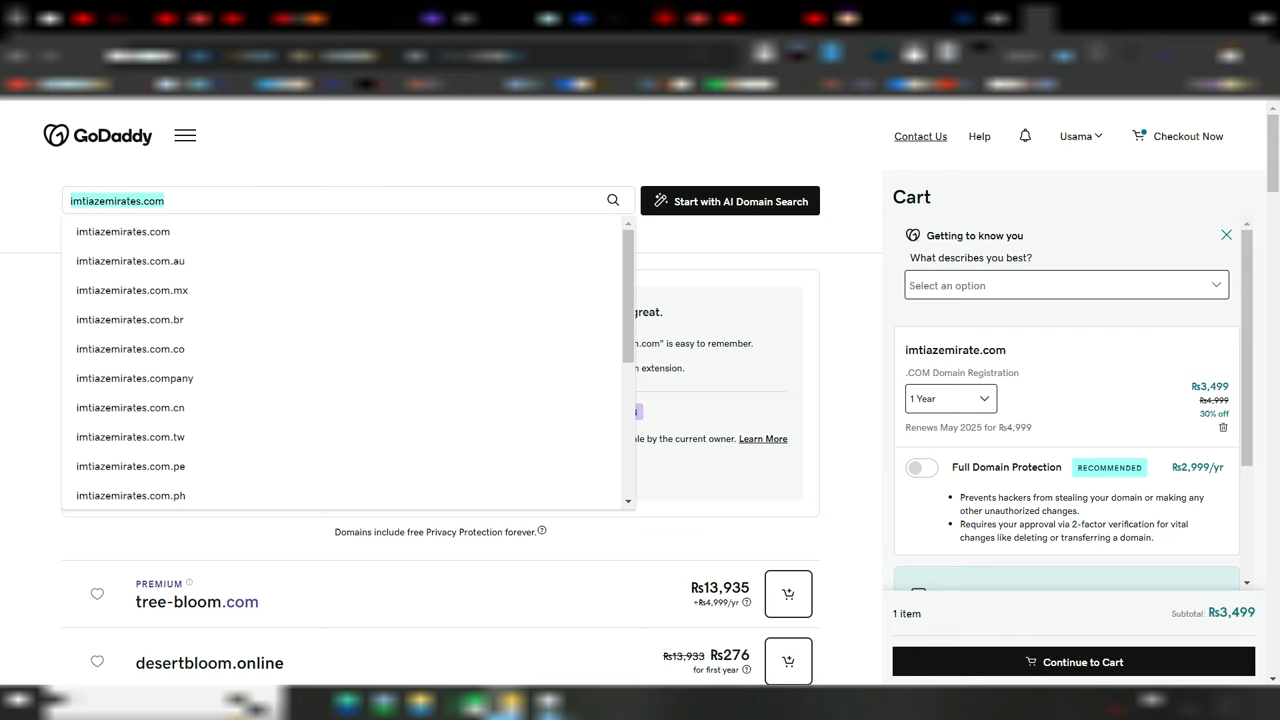 GoDaddy
Contact Us
Help
Usama
Checkout Now
imtiazemirates.com
Start with AI Domain Search
imtiazemirates.com
imtiazemirates.com.au
imtiazemirates.com.mx
imtiazemirates.com.br
imtiazemirates.com.co
imtiazemirates.company
imtiazemirates.com.cn
imtiazemirates.com.tw
imtiazemirates.com.pe
imtiazemirates.com.ph
great.
.com" is easy to remember.
extension.
by the current owner. Learn More
Domains include free Privacy Protection forever.
PREMIUM
tree-bloom.com
₨13,935
+₨4,999/yr
desertbloom.online
₨13,933 ₨276
for first year
Cart
Getting to know you
What describes you best?
Select an option
imtiazemirate.com
.COM Domain Registration
1 Year
₨3,499
₨4,999
30% off
Renews May 2025 for ₨4,999
Full Domain Protection
RECOMMENDED
₨2,999/yr
• Prevents hackers from stealing your domain or making any
other unauthorized changes.
• Requires your approval via 2-factor verification for vital
changes like deleting or transferring a domain.
1 item
Subtotal: ₨3,499
Continue to Cart